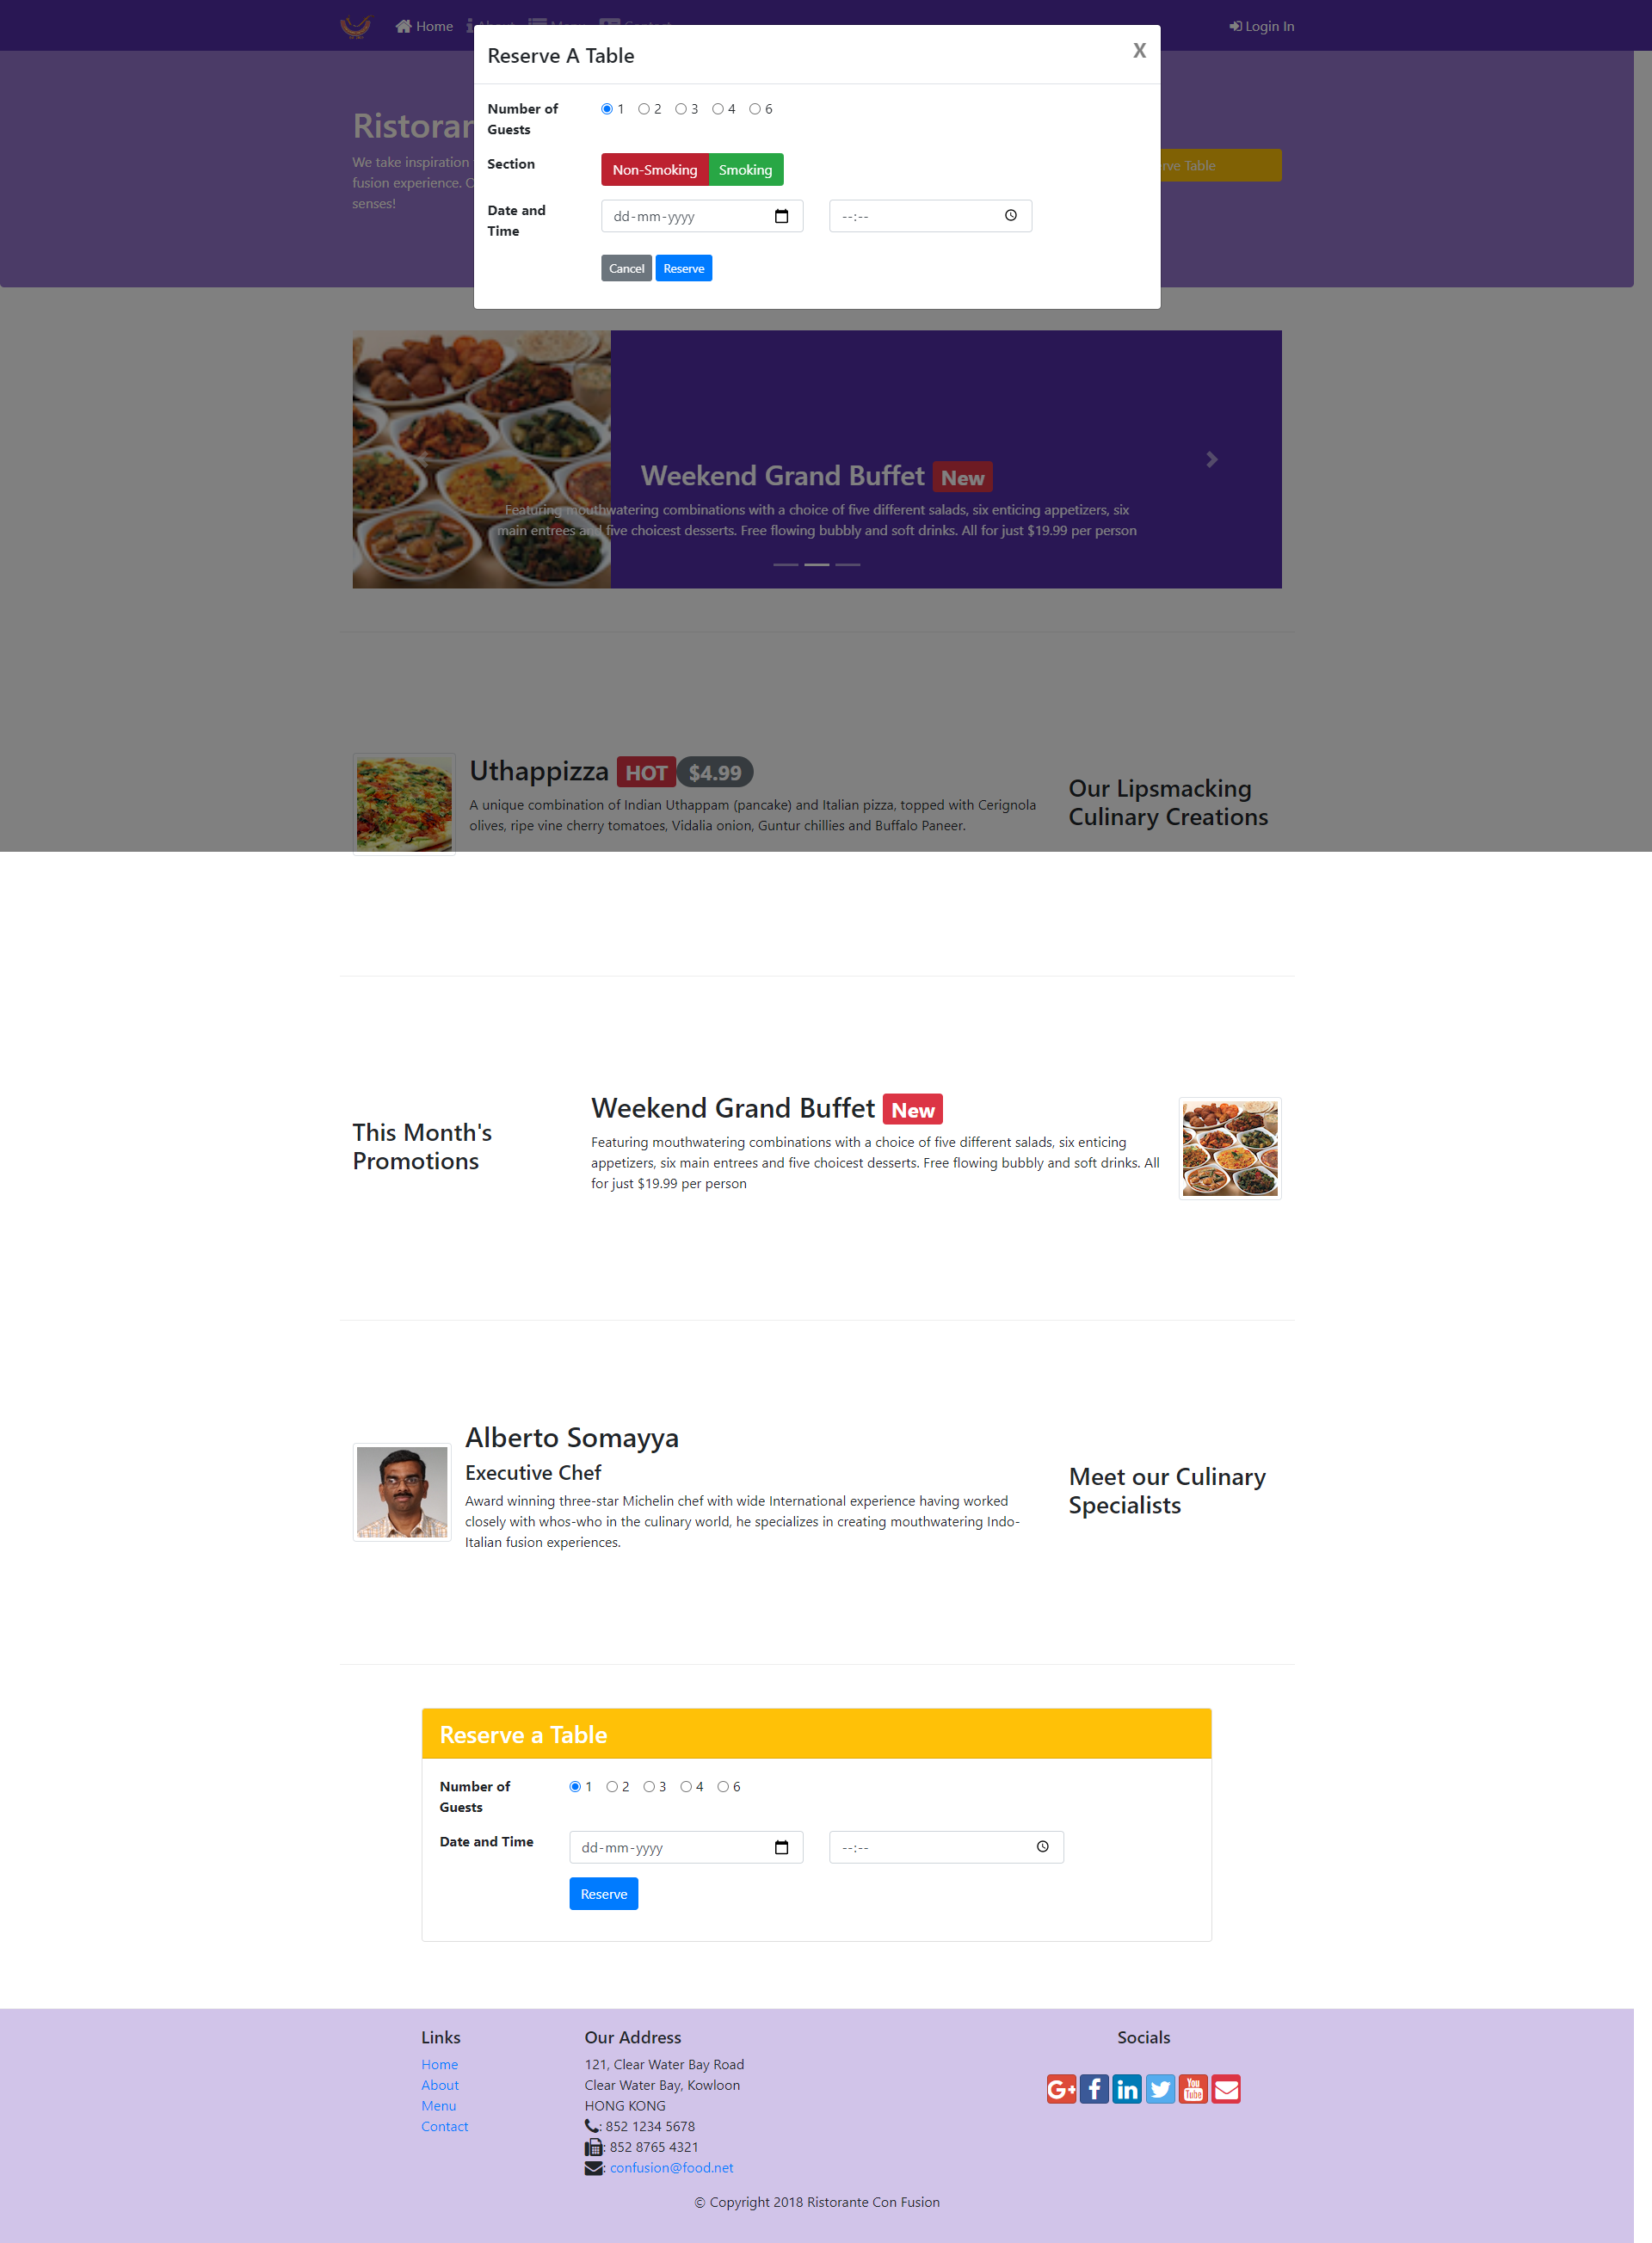 Home About Menu Contact Login In
Reserve A Table X
Number of Guests 1 2 3 4 6
Section Non-Smoking Smoking
Date and Time dd-mm-yyyy --:--
Cancel Reserve
We take inspiration
fusion experience.
senses!
Table
Weekend Grand Buffet New
Featuring mouthwatering combinations with a choice of five different salads, six enticing appetizers, six
main entrees and five choicest desserts. Free flowing bubbly and soft drinks. All for just $19.99 per person
Uthappizza HOT $4.99
A unique combination of Indian Uthappam (pancake) and Italian pizza, topped with Cerignola
olives, ripe vine cherry tomatoes, Vidalia onion, Guntur chillies and Buffalo Paneer.
Our Lipsmacking
Culinary Creations
This Month's
Promotions
Weekend Grand Buffet New
Featuring mouthwatering combinations with a choice of five different salads, six enticing
appetizers, six main entrees and five choicest desserts. Free flowing bubbly and soft drinks. All
for just $19.99 per person
Alberto Somayya
Executive Chef
Award winning three-star Michelin chef with wide International experience having worked
closely with whos-who in the culinary world, he specializes in creating mouthwatering Indo-
Italian fusion experiences.
Meet our Culinary
Specialists
Reserve a Table
Number of Guests 1 2 3 4 6
Date and Time dd-mm-yyyy --:--
Reserve
Links
Home
About
Menu
Contact
Our Address
121, Clear Water Bay Road
Clear Water Bay, Kowloon
HONG KONG
: 852 1234 5678
: 852 8765 4321
: confusion@food.net
Socials
G+ f in You Tube
© Copyright 2018 Ristorante Con Fusion